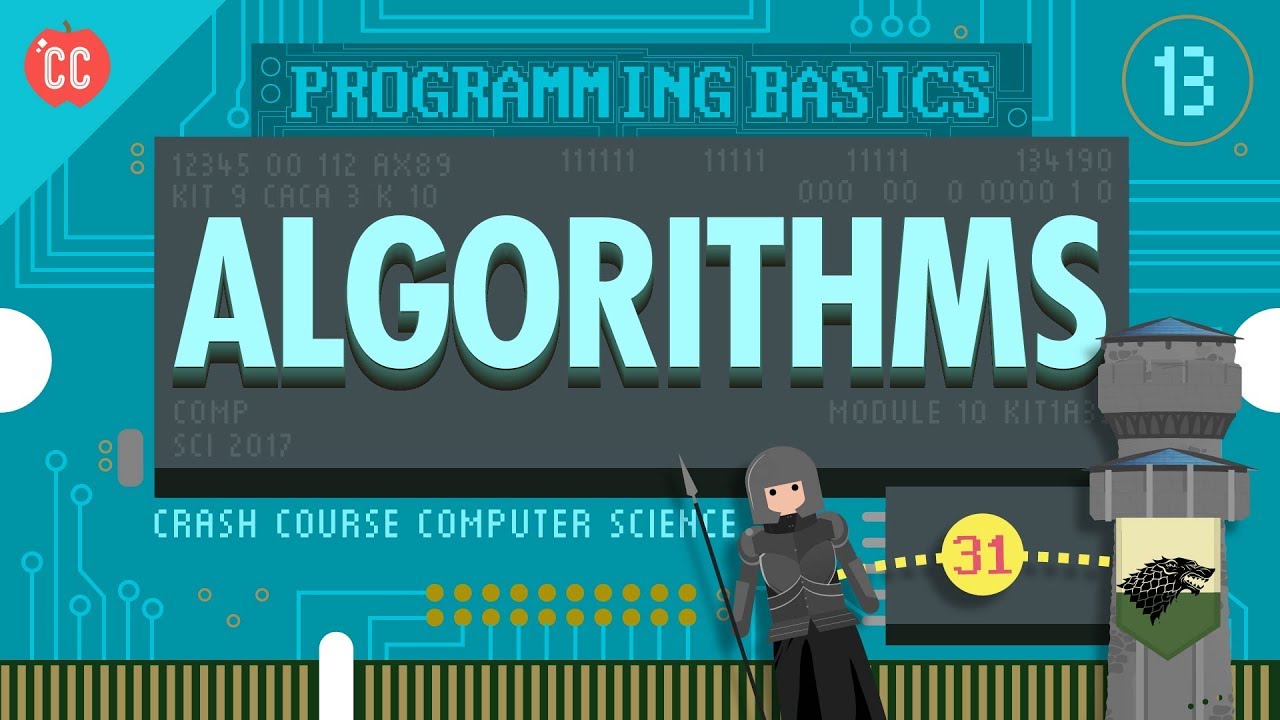 CC
13
PROGRAMMING BASICS
12345 00 112 AX89 111111 11111 11111 134190
KIT 9 CACA 3 K 10 000 00 0 0000 1 0
ALGORITHMS
COMP MODULE 10 KIT1A3
SCI 2017
CRASH COURSE COMPUTER SCIENCE
31